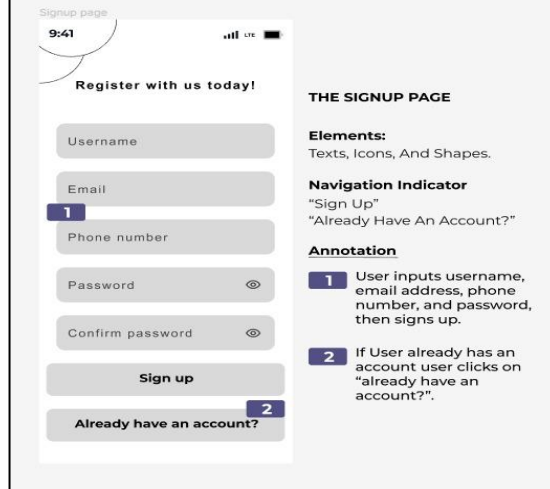 Signup page
9:41
LTE
Register with us today!
Username
Email
1
Phone number
Password
Confirm password
Sign up
2
Already have an account?
THE SIGNUP PAGE
Elements:
Texts, Icons, And Shapes.
Navigation Indicator
“Sign Up”
“Already Have An Account?”
Annotation
1 User inputs username,
email address, phone
number, and password,
then signs up.
2 If User already has an
account user clicks on
“already have an
account?”.